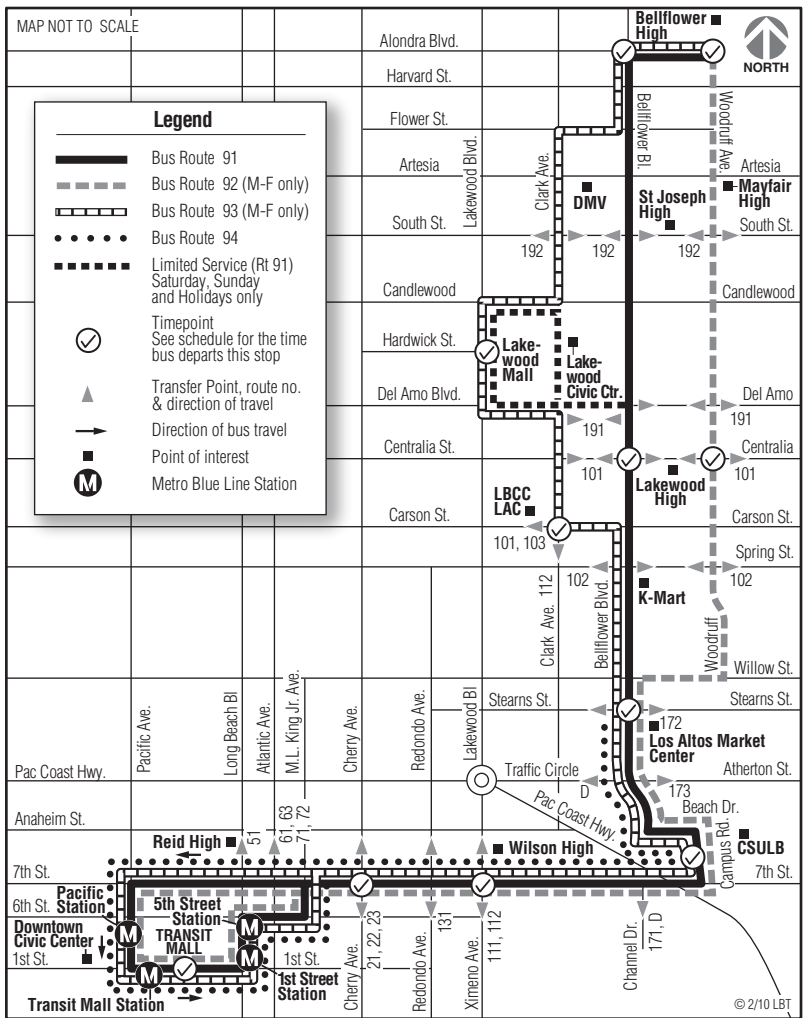 MAP NOT TO SCALE
Bellflower
High
NORTH
Alondra Blvd.
Harvard St.
Flower St.
Artesia
Artesia
South St.
South St.
Candlewood
Candlewood
Hardwick St.
Del Amo Blvd.
Del Amo
Centralia St.
Centralia
Carson St.
Carson St.
Spring St.
Willow St.
Stearns St.
Stearns St.
Lakewood Blvd.
Clark Ave.
Bellflower Bl.
Woodruff Ave.
DMV
St Joseph
High
Mayfair
High
192
192
192
Legend
Bus Route 91
Bus Route 92 (M-F only)
Bus Route 93 (M-F only)
Bus Route 94
Limited Service (Rt 91)
Saturday, Sunday
and Holidays only
Timepoint
See schedule for the time
bus departs this stop
Transfer Point, route no.
& direction of travel
Direction of bus travel
Point of interest
M Metro Blue Line Station
Lake-
wood
Mall
Lake-
wood
Civic Ctr.
191
191
101
101
Lakewood
High
LBCC
LAC
101, 103
102
102
K-Mart
Clark Ave. 112
Bellflower Blvd.
Woodruff
172
Los Altos Market
Center
Pacific Ave.
Long Beach Bl
Atlantic Ave.
M.L. King Jr. Ave.
Cherry Ave.
Redondo Ave.
Lakewood Bl
Pac Coast Hwy.
Traffic Circle
D
Atherton St.
173
Beach Dr.
Pac Coast Hwy.
Campus Rd.
CSULB
Anaheim St.
Reid High
51
61, 63
71, 72
Wilson High
7th St.
7th St.
6th St.
Pacific
Station
5th Street
Station
TRANSIT
MALL
M
M
M
M
Downtown
Civic Center
1st St.
1st St.
1st Street
Station
Transit Mall Station
Cherry Ave.
21, 22, 23
Redondo Ave.
131
Ximeno Ave.
111, 112
Channel Dr.
171, D
© 2/10 LBT